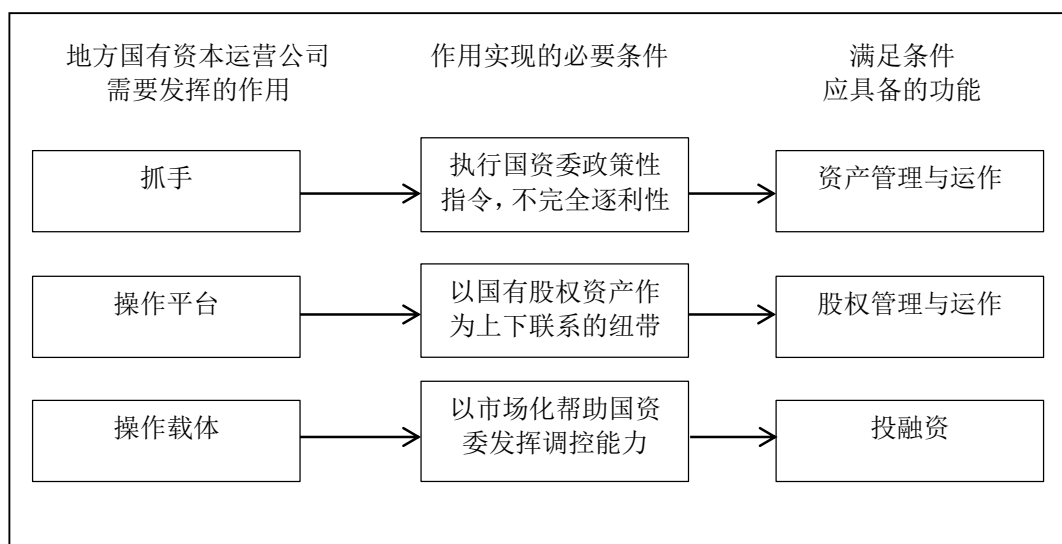 地方国有资本运营公司
需要发挥的作用
作用实现的必要条件
满足条件
应具备的功能
抓手
执行国资委政策性
指令，不完全逐利性
资产管理与运作
操作平台
以国有股权资产作
为上下联系的纽带
股权管理与运作
操作载体
以市场化帮助国资
委发挥调控能力
投融资